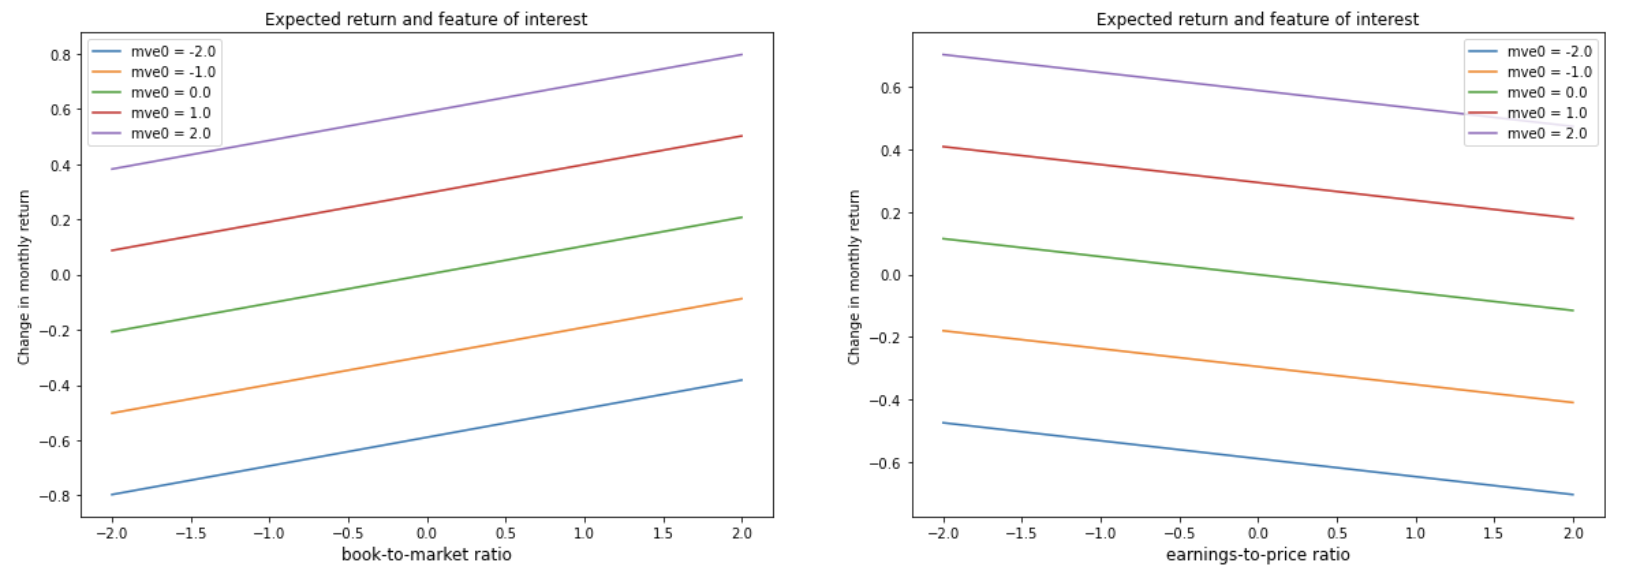 Expected return and feature of interest
mve0 = -2.0
mve0 = -1.0
mve0 = 0.0
mve0 = 1.0
mve0 = 2.0
Change in monthly return
0.8
0.6
0.4
0.2
0.0
−0.2
−0.4
−0.6
−0.8
−2.0 −1.5 −1.0 −0.5 0.0 0.5 1.0 1.5 2.0
book-to-market ratio
Expected return and feature of interest
mve0 = -2.0
mve0 = -1.0
mve0 = 0.0
mve0 = 1.0
mve0 = 2.0
Change in monthly return
0.6
0.4
0.2
0.0
−0.2
−0.4
−0.6
−2.0 −1.5 −1.0 −0.5 0.0 0.5 1.0 1.5 2.0
earnings-to-price ratio